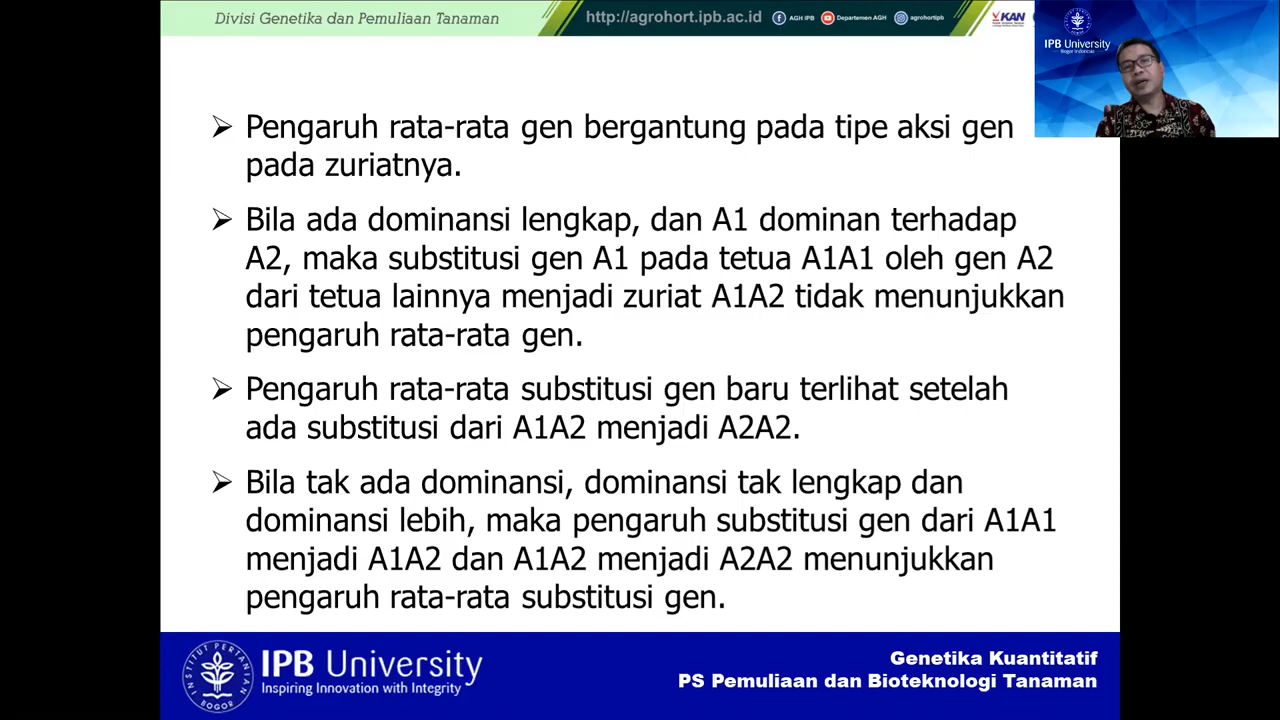 Divisi Genetika dan Pemuliaan Tanaman
http://agrohort.ipb.ac.id
AGH IPB
Departemen AGH
agrohortipb
KAN
IPB University
Bogor Indonesia
➢ Pengaruh rata-rata gen bergantung pada tipe aksi gen
pada zuriatnya.
➢ Bila ada dominansi lengkap, dan A1 dominan terhadap
A2, maka substitusi gen A1 pada tetua A1A1 oleh gen A2
dari tetua lainnya menjadi zuriat A1A2 tidak menunjukkan
pengaruh rata-rata gen.
➢ Pengaruh rata-rata substitusi gen baru terlihat setelah
ada substitusi dari A1A2 menjadi A2A2.
➢ Bila tak ada dominansi, dominansi tak lengkap dan
dominansi lebih, maka pengaruh substitusi gen dari A1A1
menjadi A1A2 dan A1A2 menjadi A2A2 menunjukkan
pengaruh rata-rata substitusi gen.
INSTITUT PERTANIAN
BOGOR
IPB University
Inspiring Innovation with Integrity
Genetika Kuantitatif
PS Pemuliaan dan Bioteknologi Tanaman